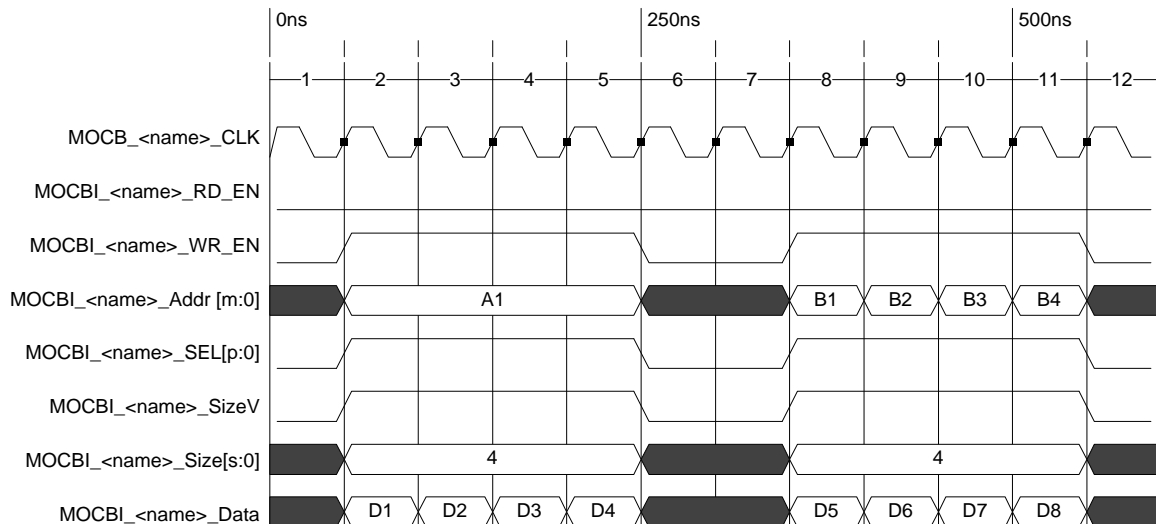 0ns 250ns 500ns
1 2 3 4 5 6 7 8 9 10 11 12
MOCB_<name>_CLK
MOCBI_<name>_RD_EN
MOCBI_<name>_WR_EN
MOCBI_<name>_Addr [m:0] A1 B1 B2 B3 B4
MOCBI_<name>_SEL[p:0]
MOCBI_<name>_SizeV
MOCBI_<name>_Size[s:0] 4 4
MOCBI_<name>_Data D1 D2 D3 D4 D5 D6 D7 D8